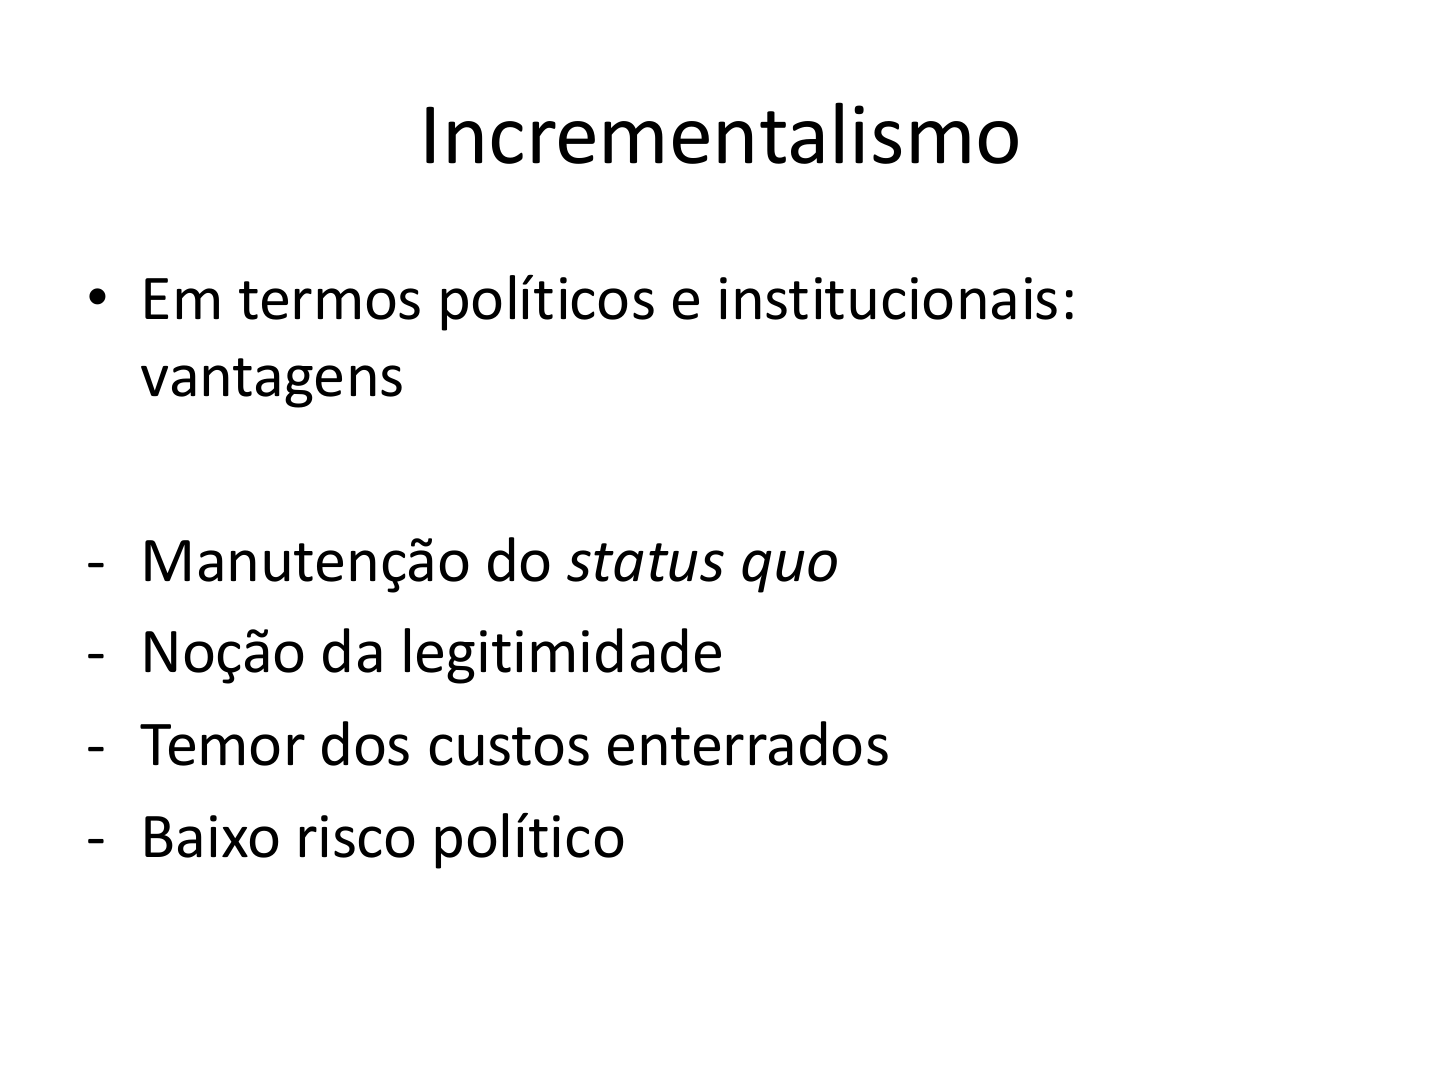 Incrementalismo
• Em termos políticos e institucionais:
vantagens
- Manutenção do status quo
- Noção da legitimidade
- Temor dos custos enterrados
- Baixo risco político